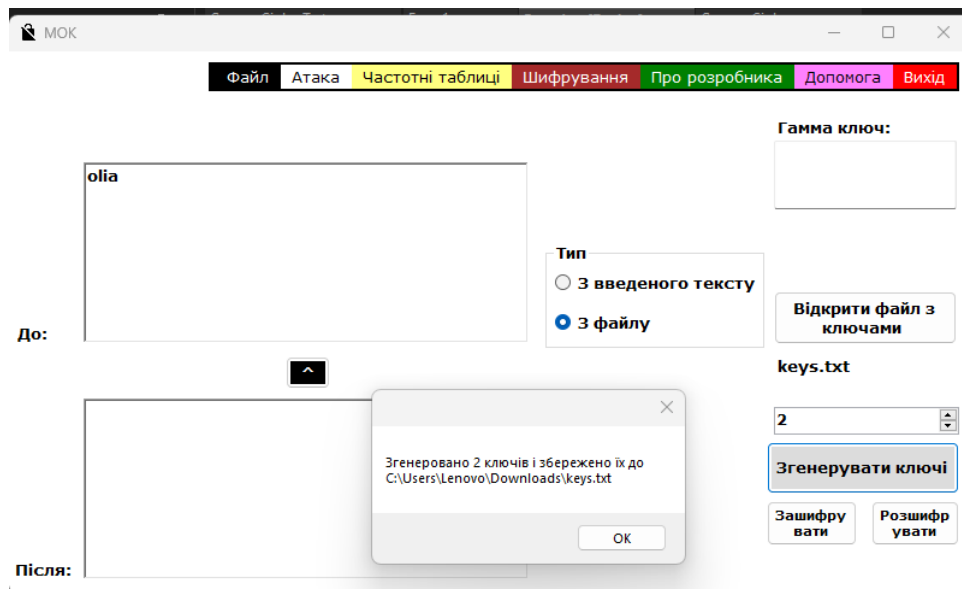 МОК
Файл Атака Частотні таблиці Шифрування Про розробника Допомога Вихід
Гамма ключ:
olia
Тип
З введеного тексту
З файлу
Відкрити файл з
ключами
До:
^
keys.txt
2
Згенеровано 2 ключів і збережено їх до
C:\Users\Lenovo\Downloads\keys.txt
OK
Згенерувати ключі
Зашифру
вати
Розшифр
увати
Після: